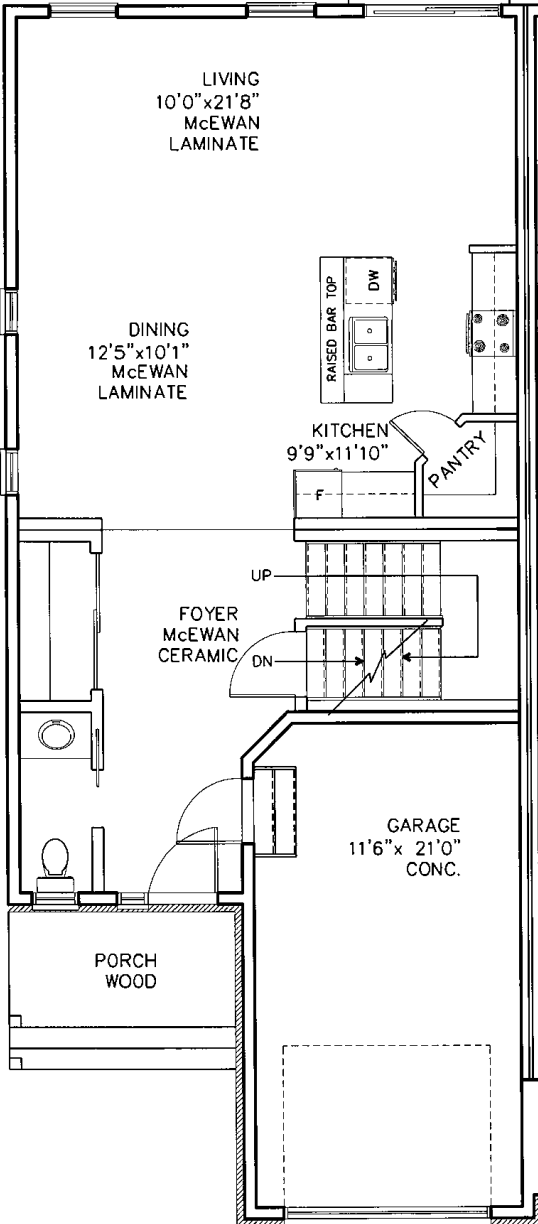 LIVING
10'0"x21'8"
McEWAN
LAMINATE
RAISED BAR TOP
DW
DINING
12'5"x10'1"
McEWAN
LAMINATE
KITCHEN
9'9"x11'10"
PANTRY
F
UP
FOYER
McEWAN
CERAMIC
DN
GARAGE
11'6"x 21'0"
CONC.
PORCH
WOOD